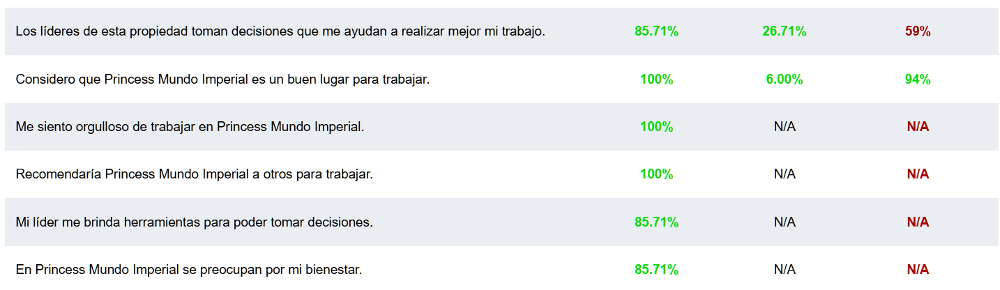 Los líderes de esta propiedad toman decisiones que me ayudan a realizar mejor mi trabajo. 85.71% 26.71% 59%
Considero que Princess Mundo Imperial es un buen lugar para trabajar. 100% 6.00% 94%
Me siento orgulloso de trabajar en Princess Mundo Imperial. 100% N/A N/A
Recomendaría Princess Mundo Imperial a otros para trabajar. 100% N/A N/A
Mi líder me brinda herramientas para poder tomar decisiones. 85.71% N/A N/A
En Princess Mundo Imperial se preocupan por mi bienestar. 85.71% N/A N/A